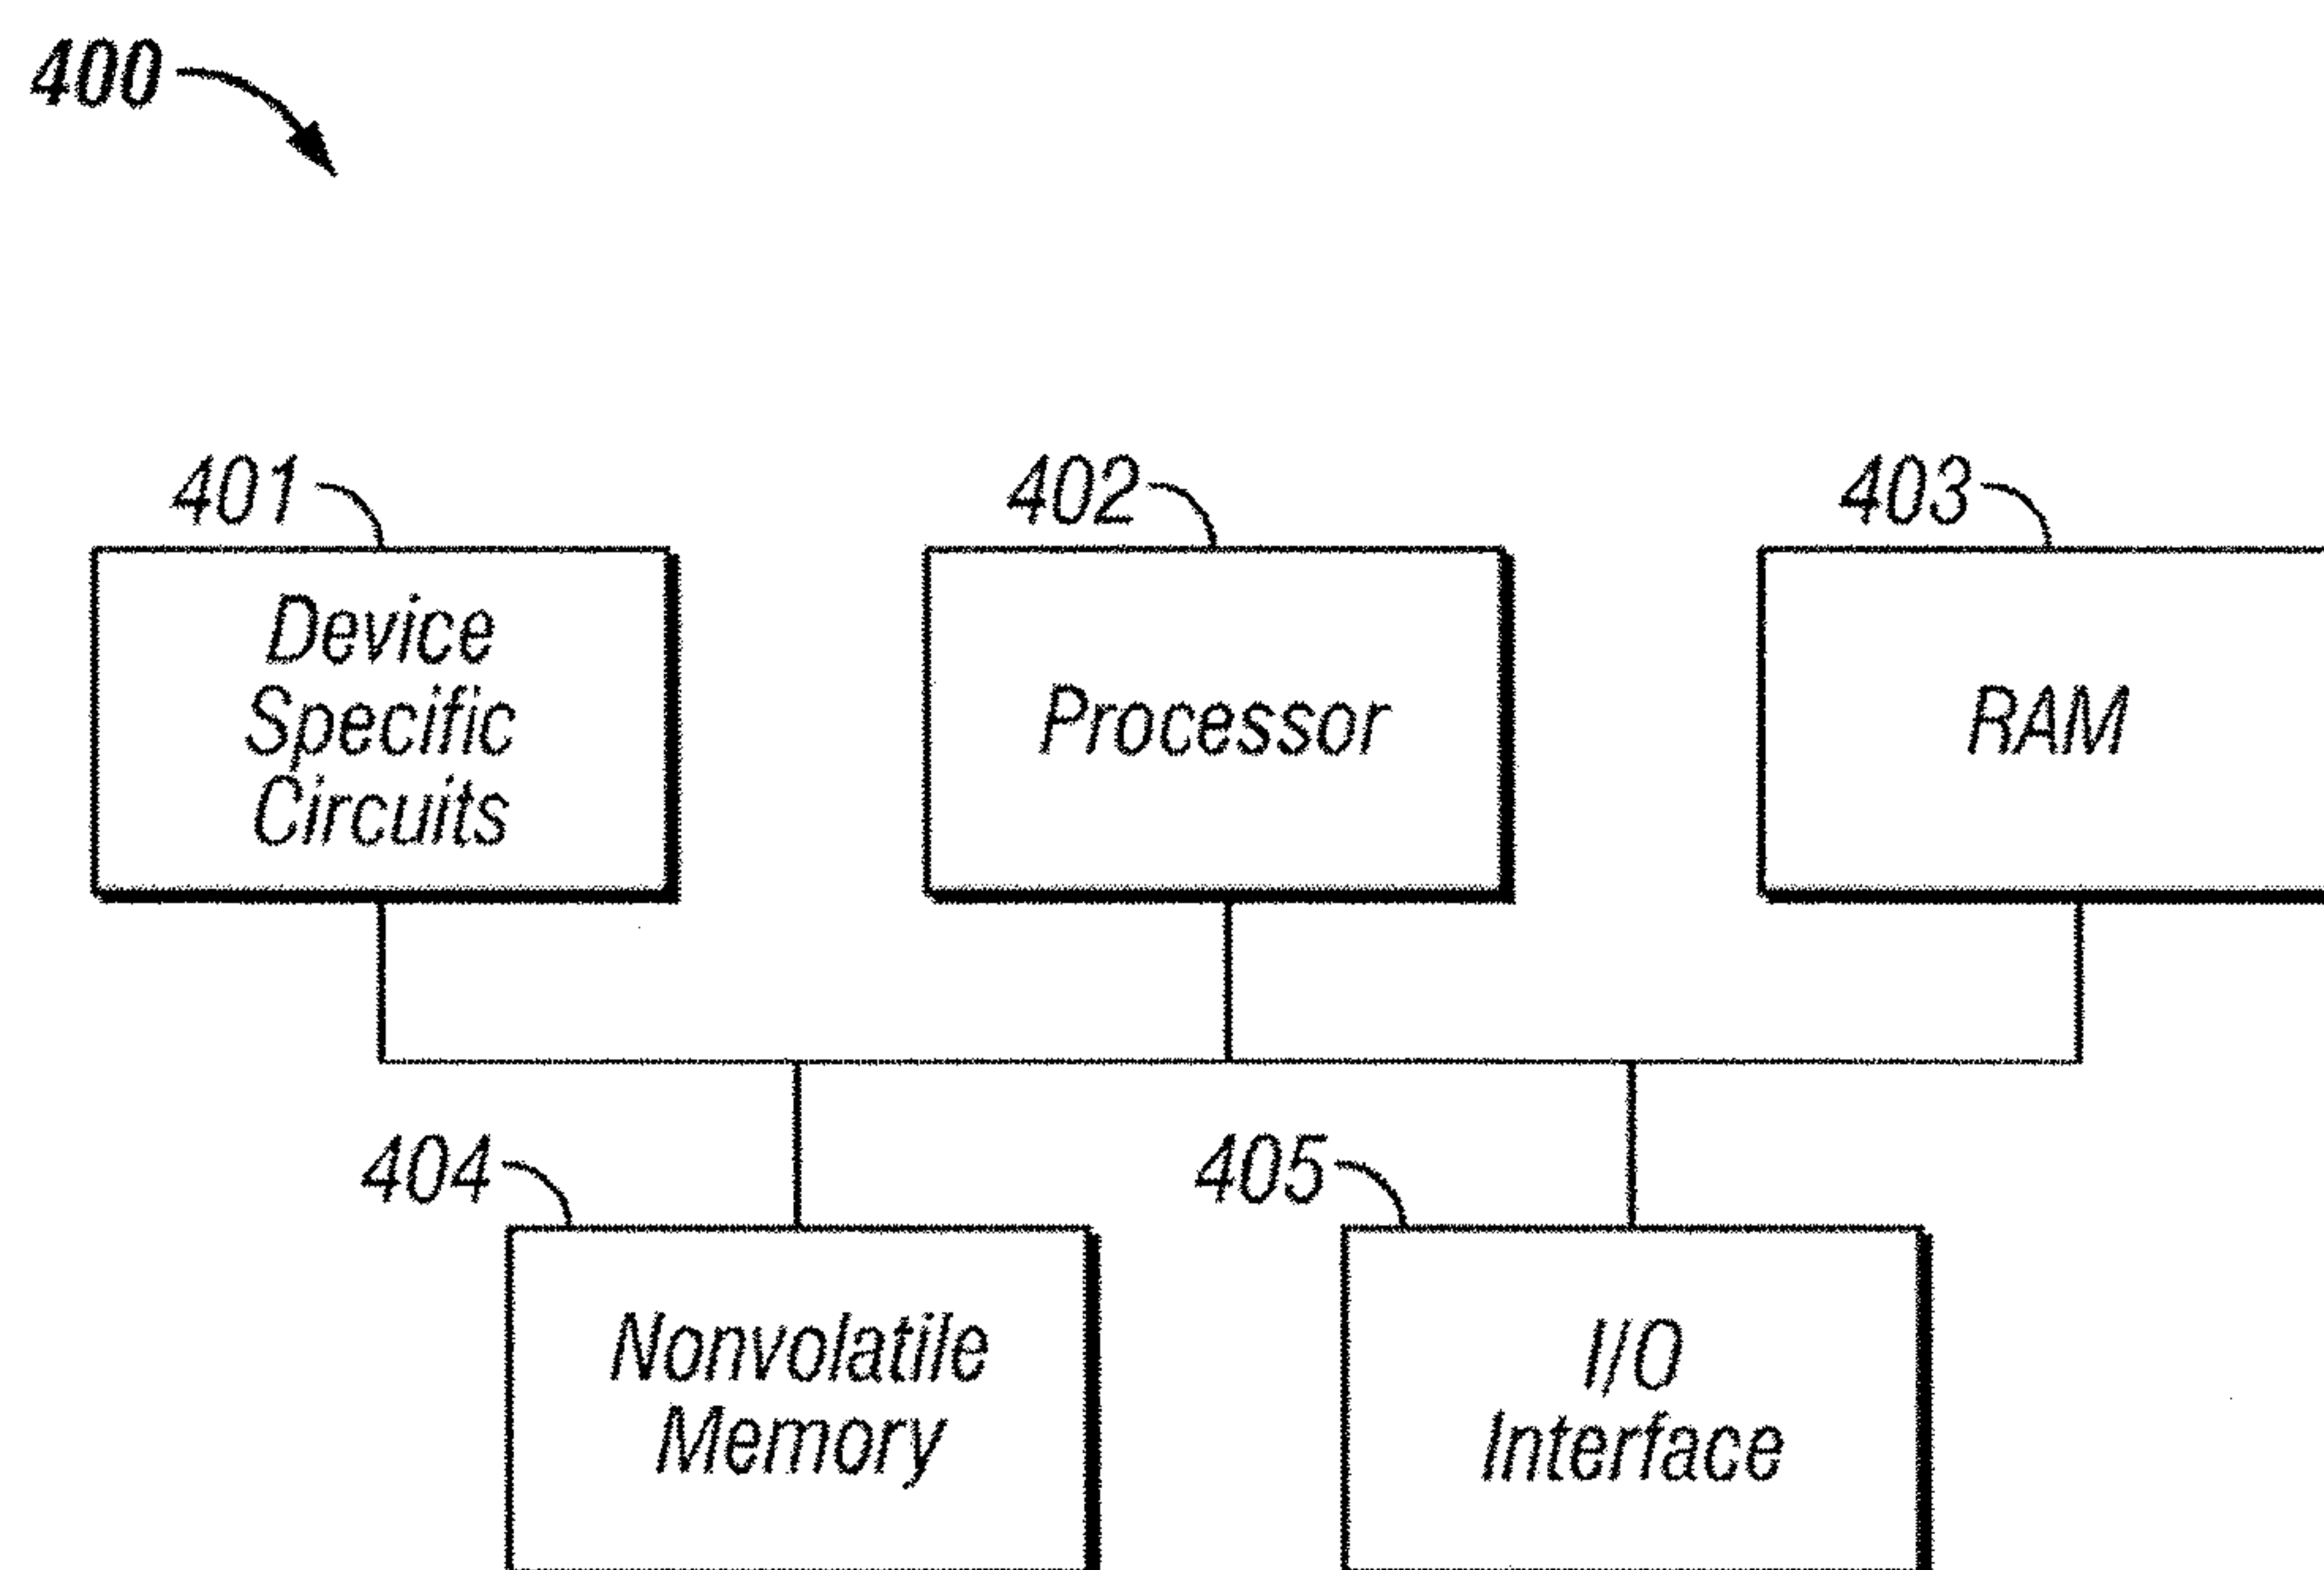 400
401
402
403
Device
Specific
Circuits
Processor
RAM
404
405
Nonvolatile
Memory
I/O
Interface